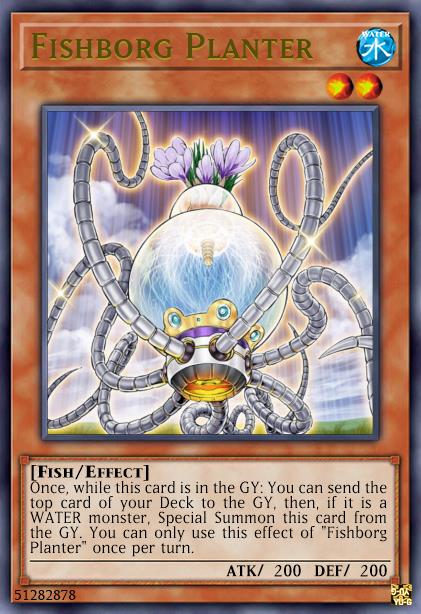 FISHBORG PLANTER
WATER
水
[FISH/EFFECT]
Once, while this card is in the GY: You can send the
top card of your Deck to the GY, then, if it is a
WATER monster, Special Summon this card from
the GY. You can only use this effect of "Fishborg
Planter" once per turn.
ATK/ 200 DEF/ 200
51282878